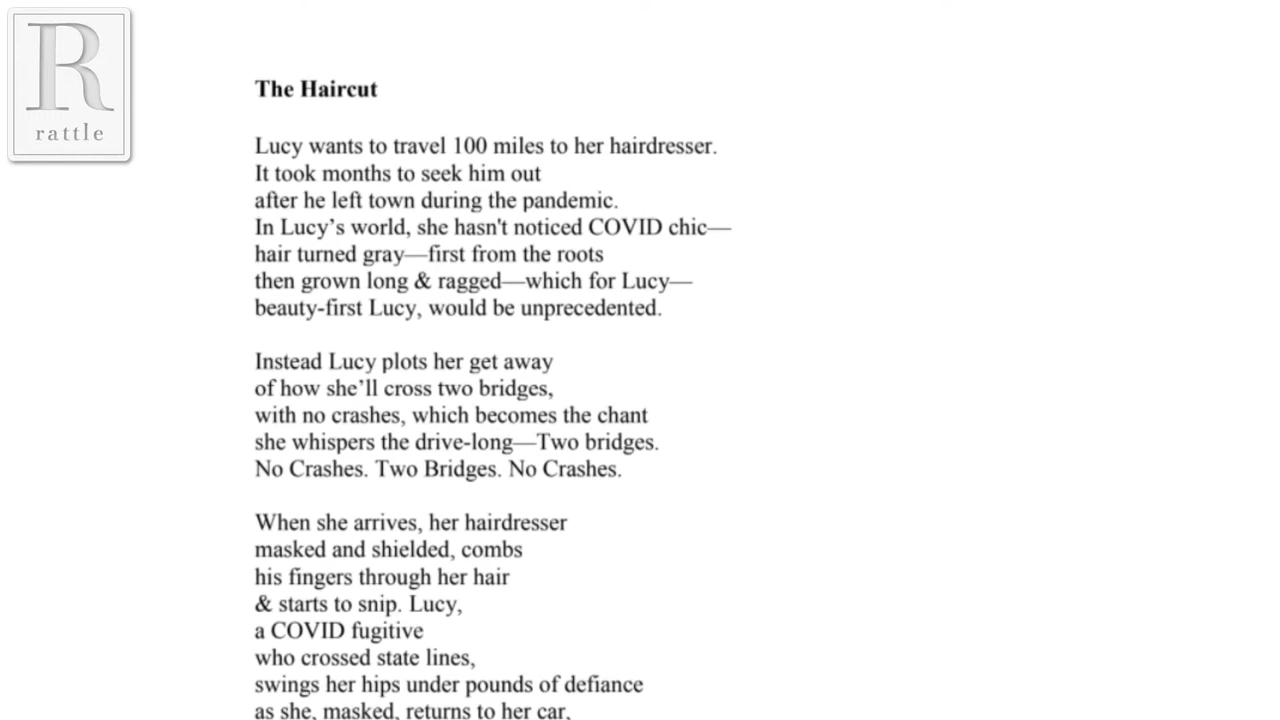 R
rattle
The Haircut
Lucy wants to travel 100 miles to her hairdresser.
It took months to seek him out
after he left town during the pandemic.
In Lucy’s world, she hasn't noticed COVID chic—
hair turned gray—first from the roots
then grown long & ragged—which for Lucy—
beauty-first Lucy, would be unprecedented.
Instead Lucy plots her get away
of how she’ll cross two bridges,
with no crashes, which becomes the chant
she whispers the drive-long—Two bridges.
No Crashes. Two Bridges. No Crashes.
When she arrives, her hairdresser
masked and shielded, combs
his fingers through her hair
& starts to snip. Lucy,
a COVID fugitive
who crossed state lines,
swings her hips under pounds of defiance
as she, masked, returns to her car,